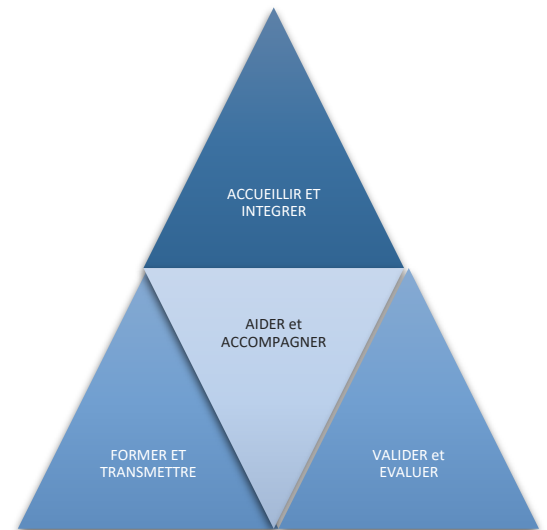 ACCUEILLIR ET
INTEGRER
AIDER et
ACCOMPAGNER
FORMER ET
TRANSMETTRE
VALIDER et
EVALUER